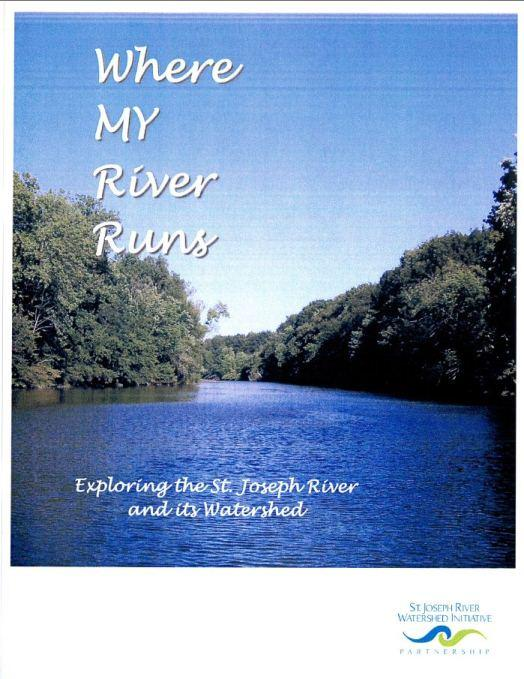 Where
MY
River
Runs
Exploring the St. Joseph River
and its Watershed
ST. JOSEPH RIVER
WATERSHED INITIATIVE
PARTNERSHIP